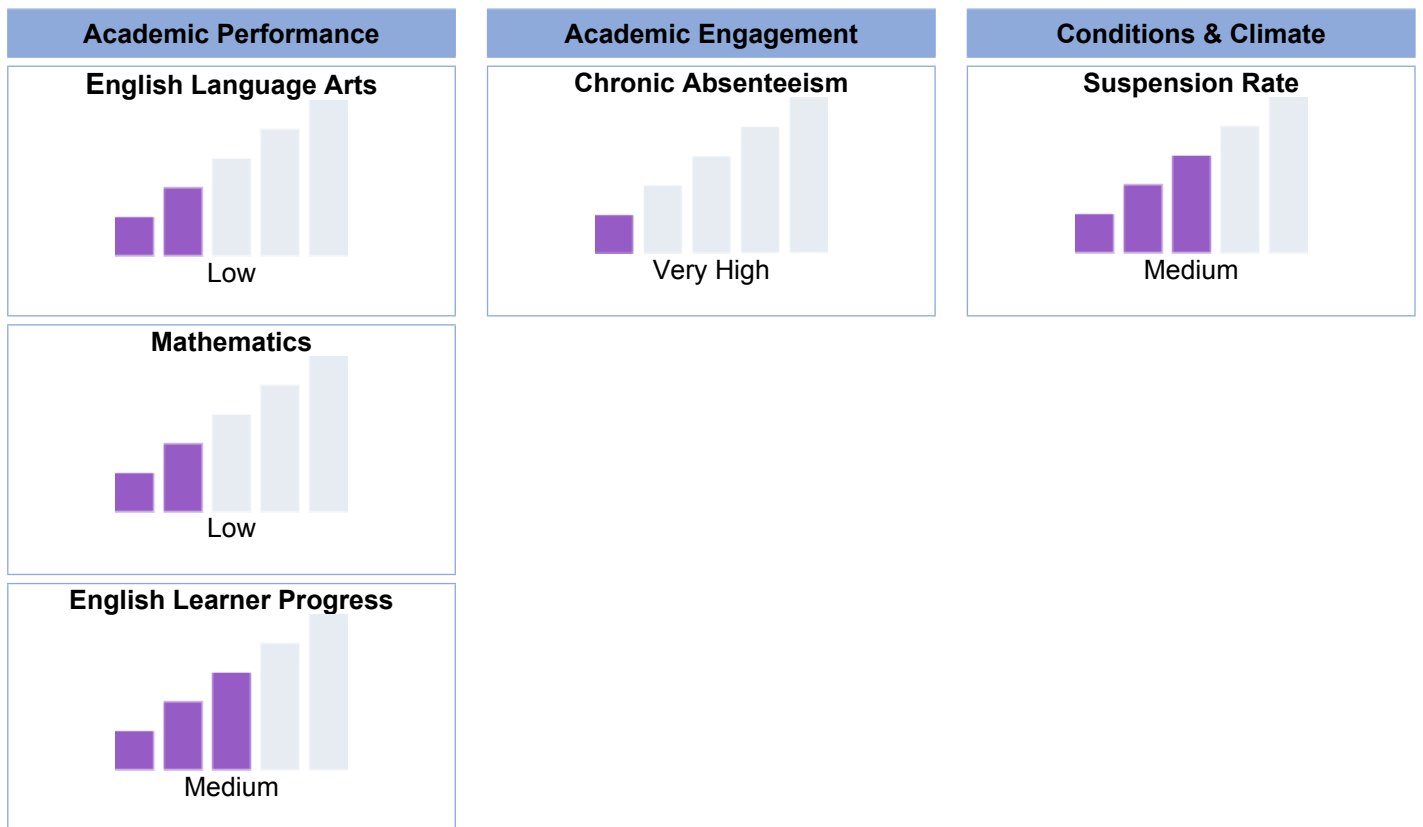 Academic Performance
Academic Engagement
Conditions & Climate
English Language Arts
Low
Chronic Absenteeism
Very High
Suspension Rate
Medium
Mathematics
Low
English Learner Progress
Medium